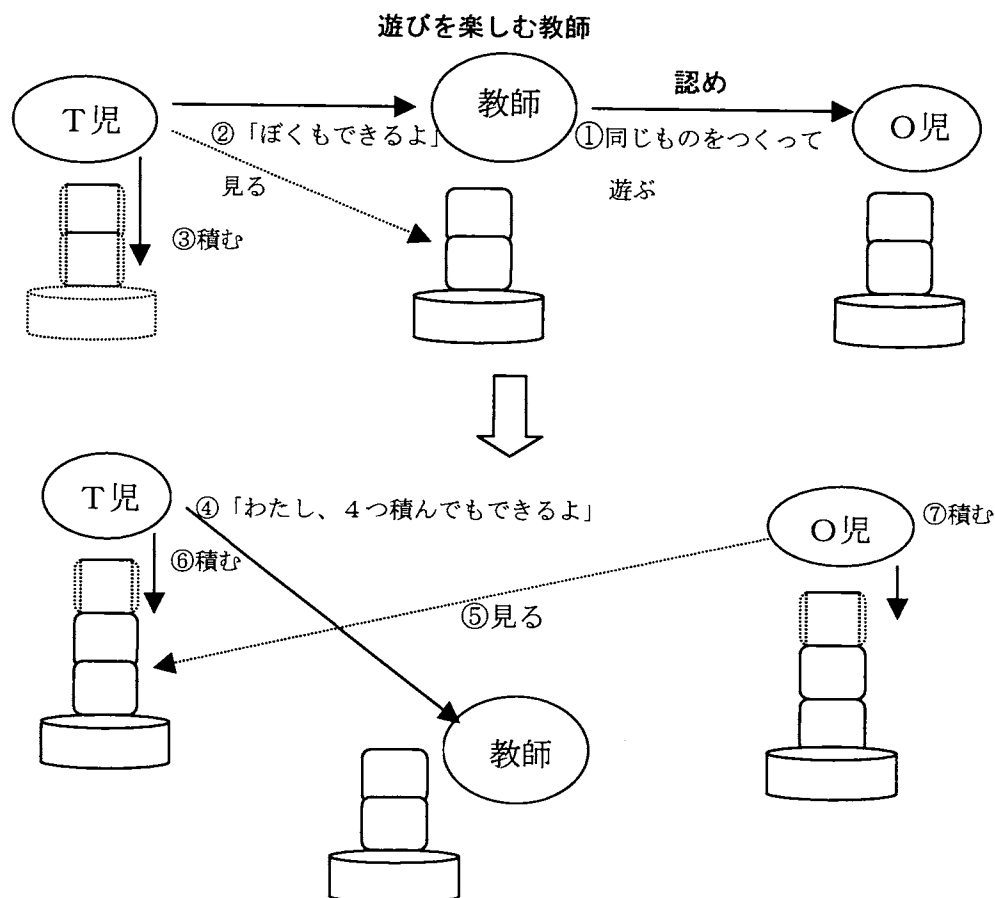 遊びを楽しむ教師
認め
T児
教師
O児
②「ぼくもできるよ」
①同じものをつくって
遊ぶ
見る
③積む
T児
④「わたし、４つ積んでもできるよ」
O児
⑦積む
⑥積む
⑤見る
教師